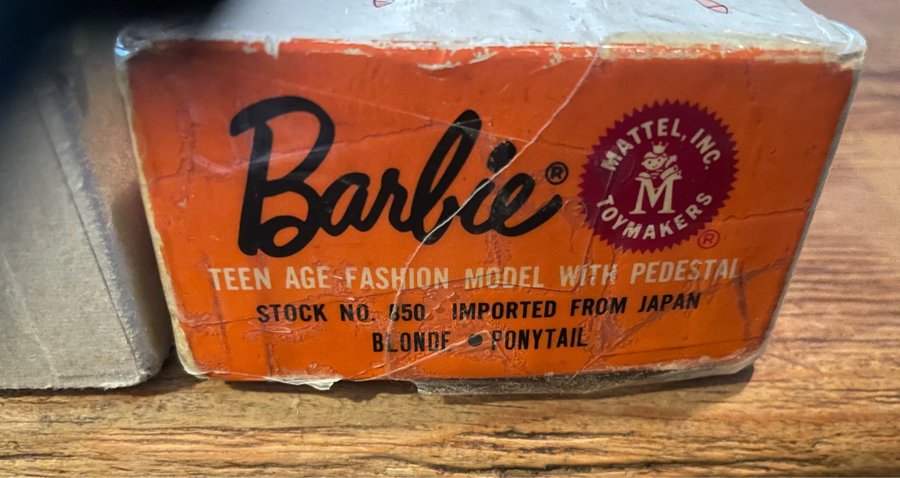 Barbie®
MATTEL, INC.
M
TOYMAKERS
®
TEEN AGE FASHION MODEL WITH PEDESTAL
STOCK NO. 850 IMPORTED FROM JAPAN
BLONDE • PONYTAIL